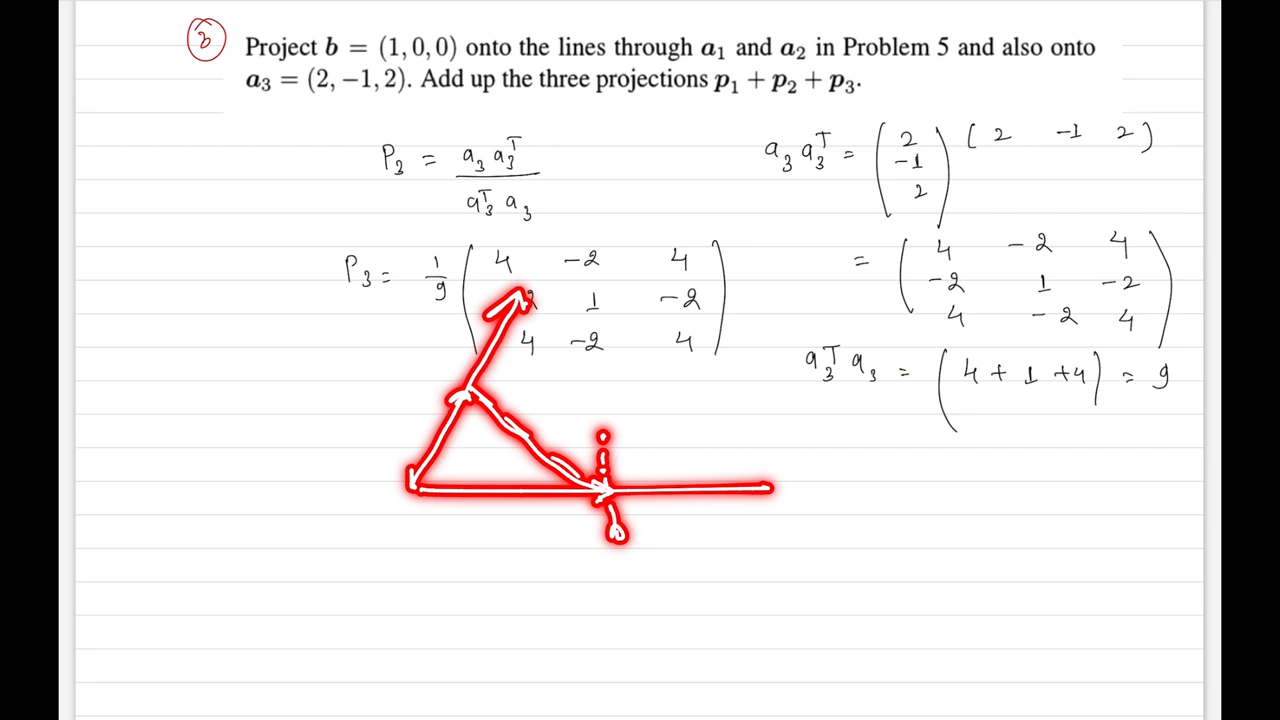 3
Project b = (1, 0, 0) onto the lines through a₁ and a₂ in Problem 5 and also onto
a₃ = (2, −1, 2). Add up the three projections p₁ + p₂ + p₃.
P₃ = a₃ a₃ᵀ / a₃ᵀ a₃
P₃ = 1/9 ( 4 -2 4
2 1 -2
4 -2 4 )
b
a₃ a₃ᵀ = ( 2 -1 2 ) [ 2 -1 2 )
= ( 4 -2 4
-2 1 -2
4 -2 4 )
a₃ᵀ a₃ = ( 4 + 1 + 4 ) = 9